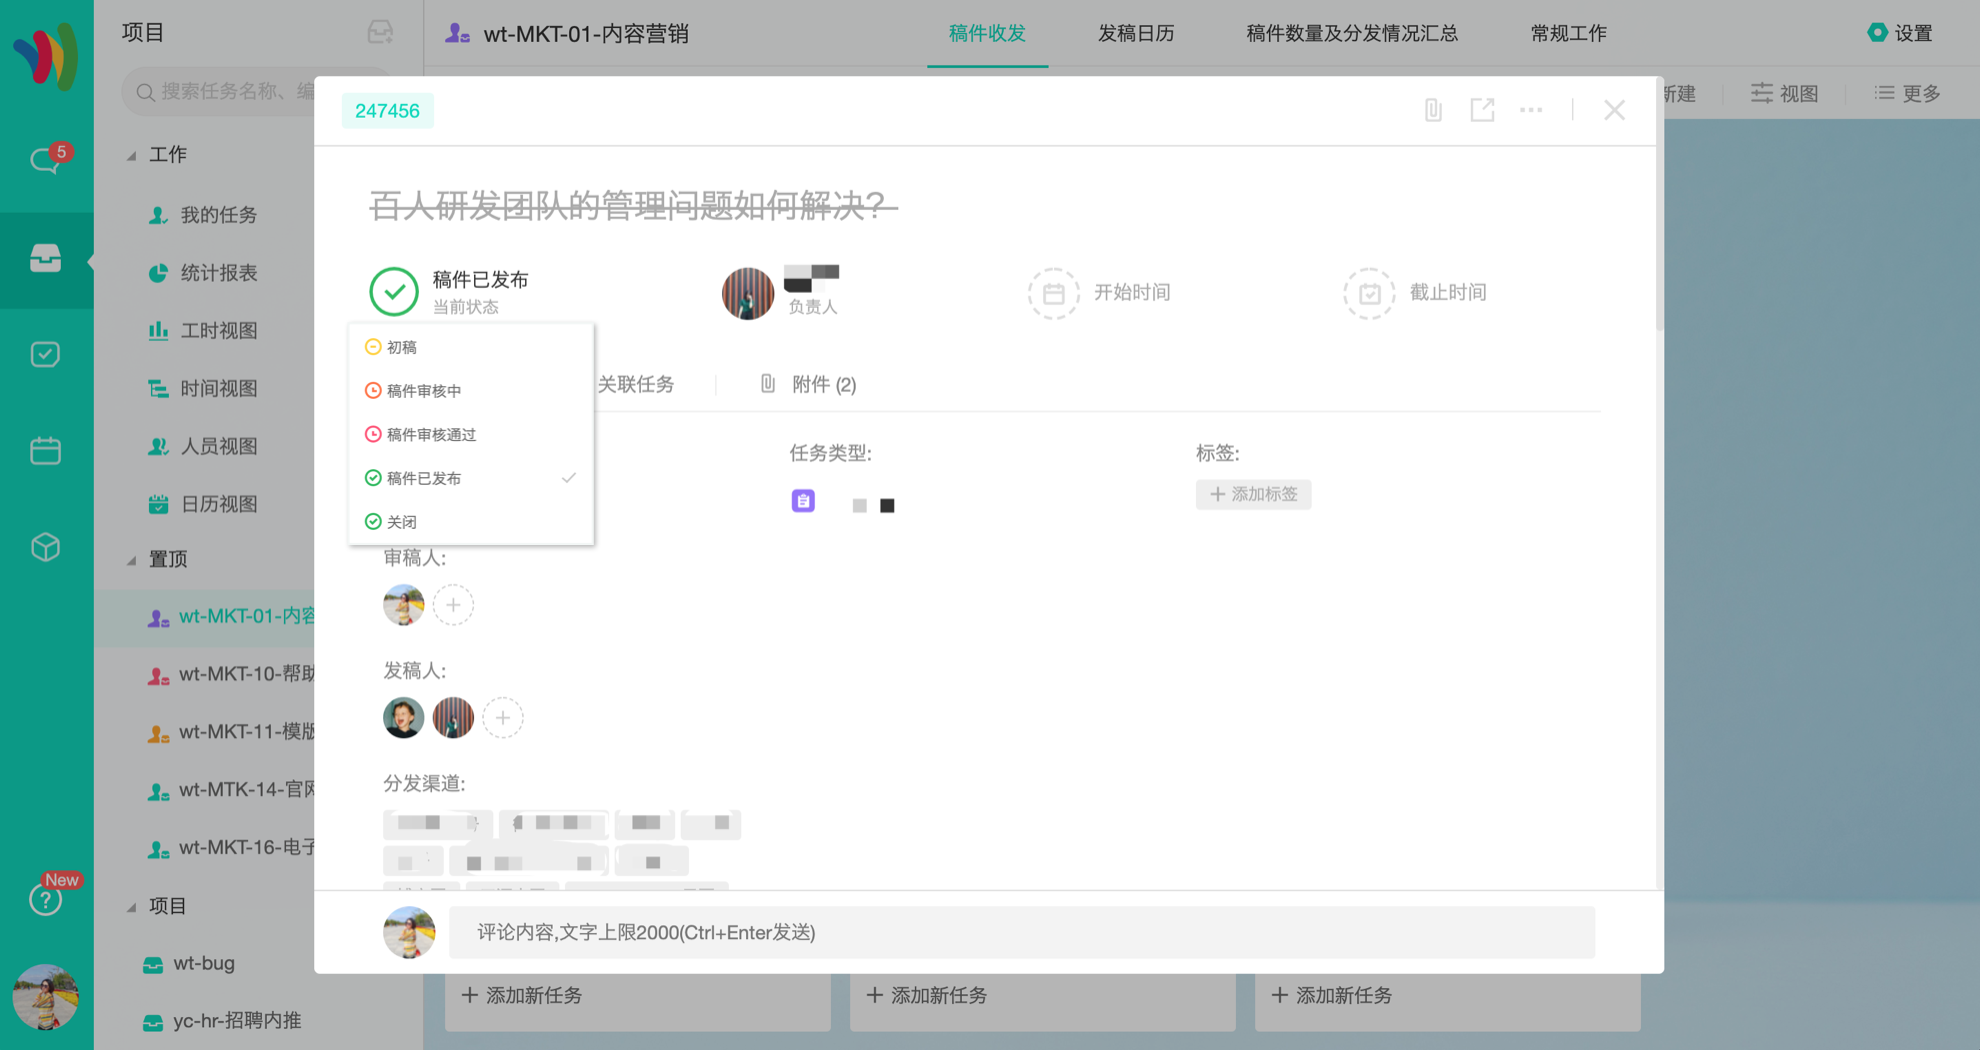 项目
wt-MKT-01-内容营销
稿件收发
发稿日历
稿件数量及分发情况汇总
常规工作
设置
搜索任务名称、编
新建
视图
更多
5
工作
我的任务
统计报表
工时视图
时间视图
人员视图
日历视图
置顶
wt-MKT-01-内容
wt-MKT-10-帮助
wt-MKT-11-模版
wt-MTK-14-官网
wt-MKT-16-电子
New
项目
wt-bug
yc-hr-招聘内推
247456
百人研发团队的管理问题如何解决?
稿件已发布
当前状态
负责人
开始时间
截止时间
初稿
稿件审核中
稿件审核通过
稿件已发布
关闭
关联任务
附件 (2)
任务类型:
标签:
添加标签
审稿人:
发稿人:
分发渠道:
评论内容,文字上限2000(Ctrl+Enter发送)
添加新任务
添加新任务
添加新任务